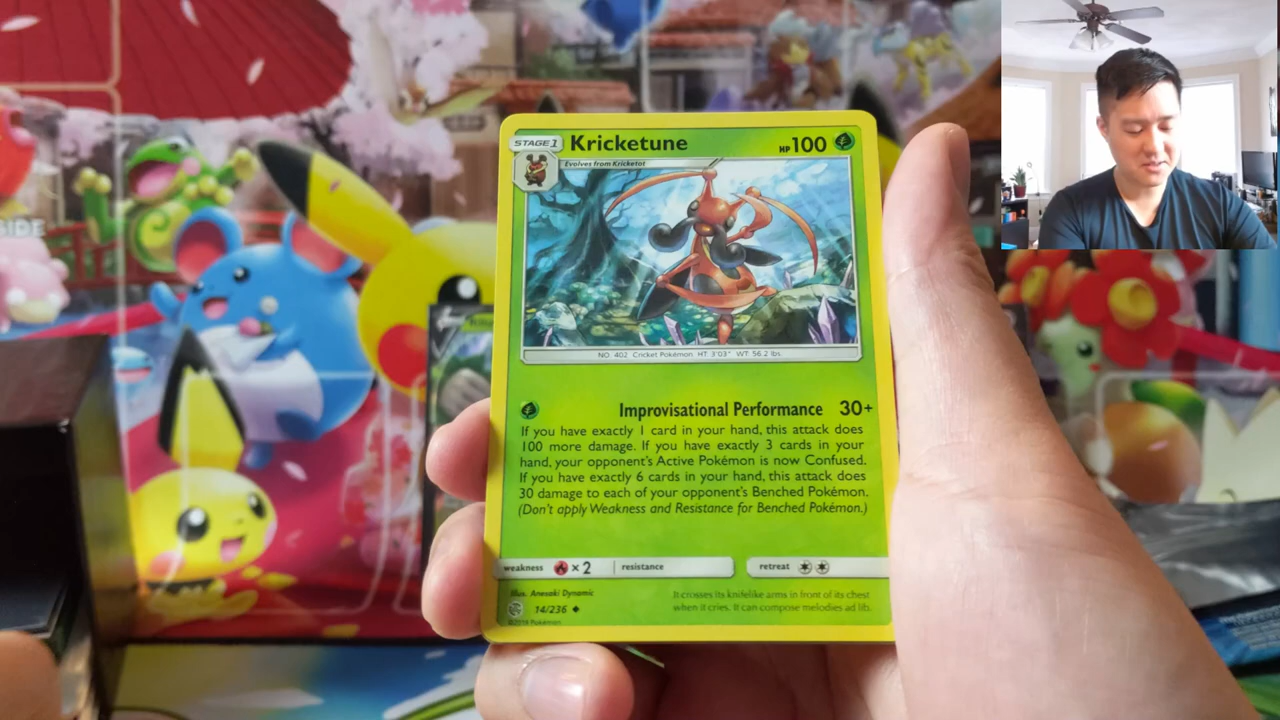 SIDE
STAGE 1 Kricketune HP 100
Evolves from Kricketot
NO. 402 Cricket Pokémon HT: 3'03" WT: 56.2 lbs.
Improvisational Performance 30+
If you have exactly 1 card in your hand, this attack does
100 more damage. If you have exactly 3 cards in your
hand, your opponent's Active Pokémon is now Confused.
If you have exactly 6 cards in your hand, this attack does
30 damage to each of your opponent's Benched Pokémon.
(Don't apply Weakness and Resistance for Benched Pokémon.)
weakness ×2 resistance retreat
Illus. Anesaki Dynamic
14/236
©2019 Pokémon
It crosses its knifelike arms in front of its chest
when it cries. It can compose melodies ad lib.